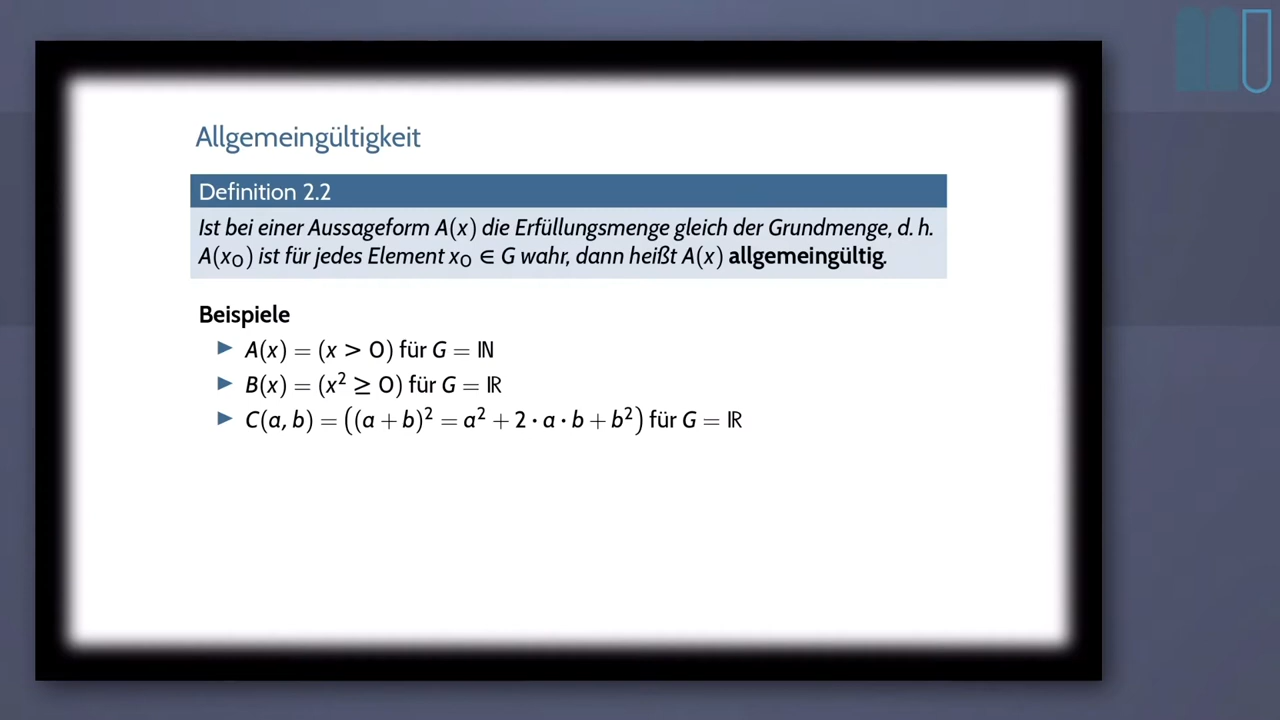 Allgemeingültigkeit
Definition 2.2
Ist bei einer Aussageform A(x) die Erfüllungsmenge gleich der Grundmenge, d. h.
A(x₀) ist für jedes Element x₀ ∈ G wahr, dann heißt A(x) allgemeingültig.
Beispiele
▶ A(x) = (x > 0) für G = ℕ
▶ B(x) = (x² ≥ 0) für G = ℝ
▶ C(a, b) = ((a + b)² = a² + 2 · a · b + b²) für G = ℝ